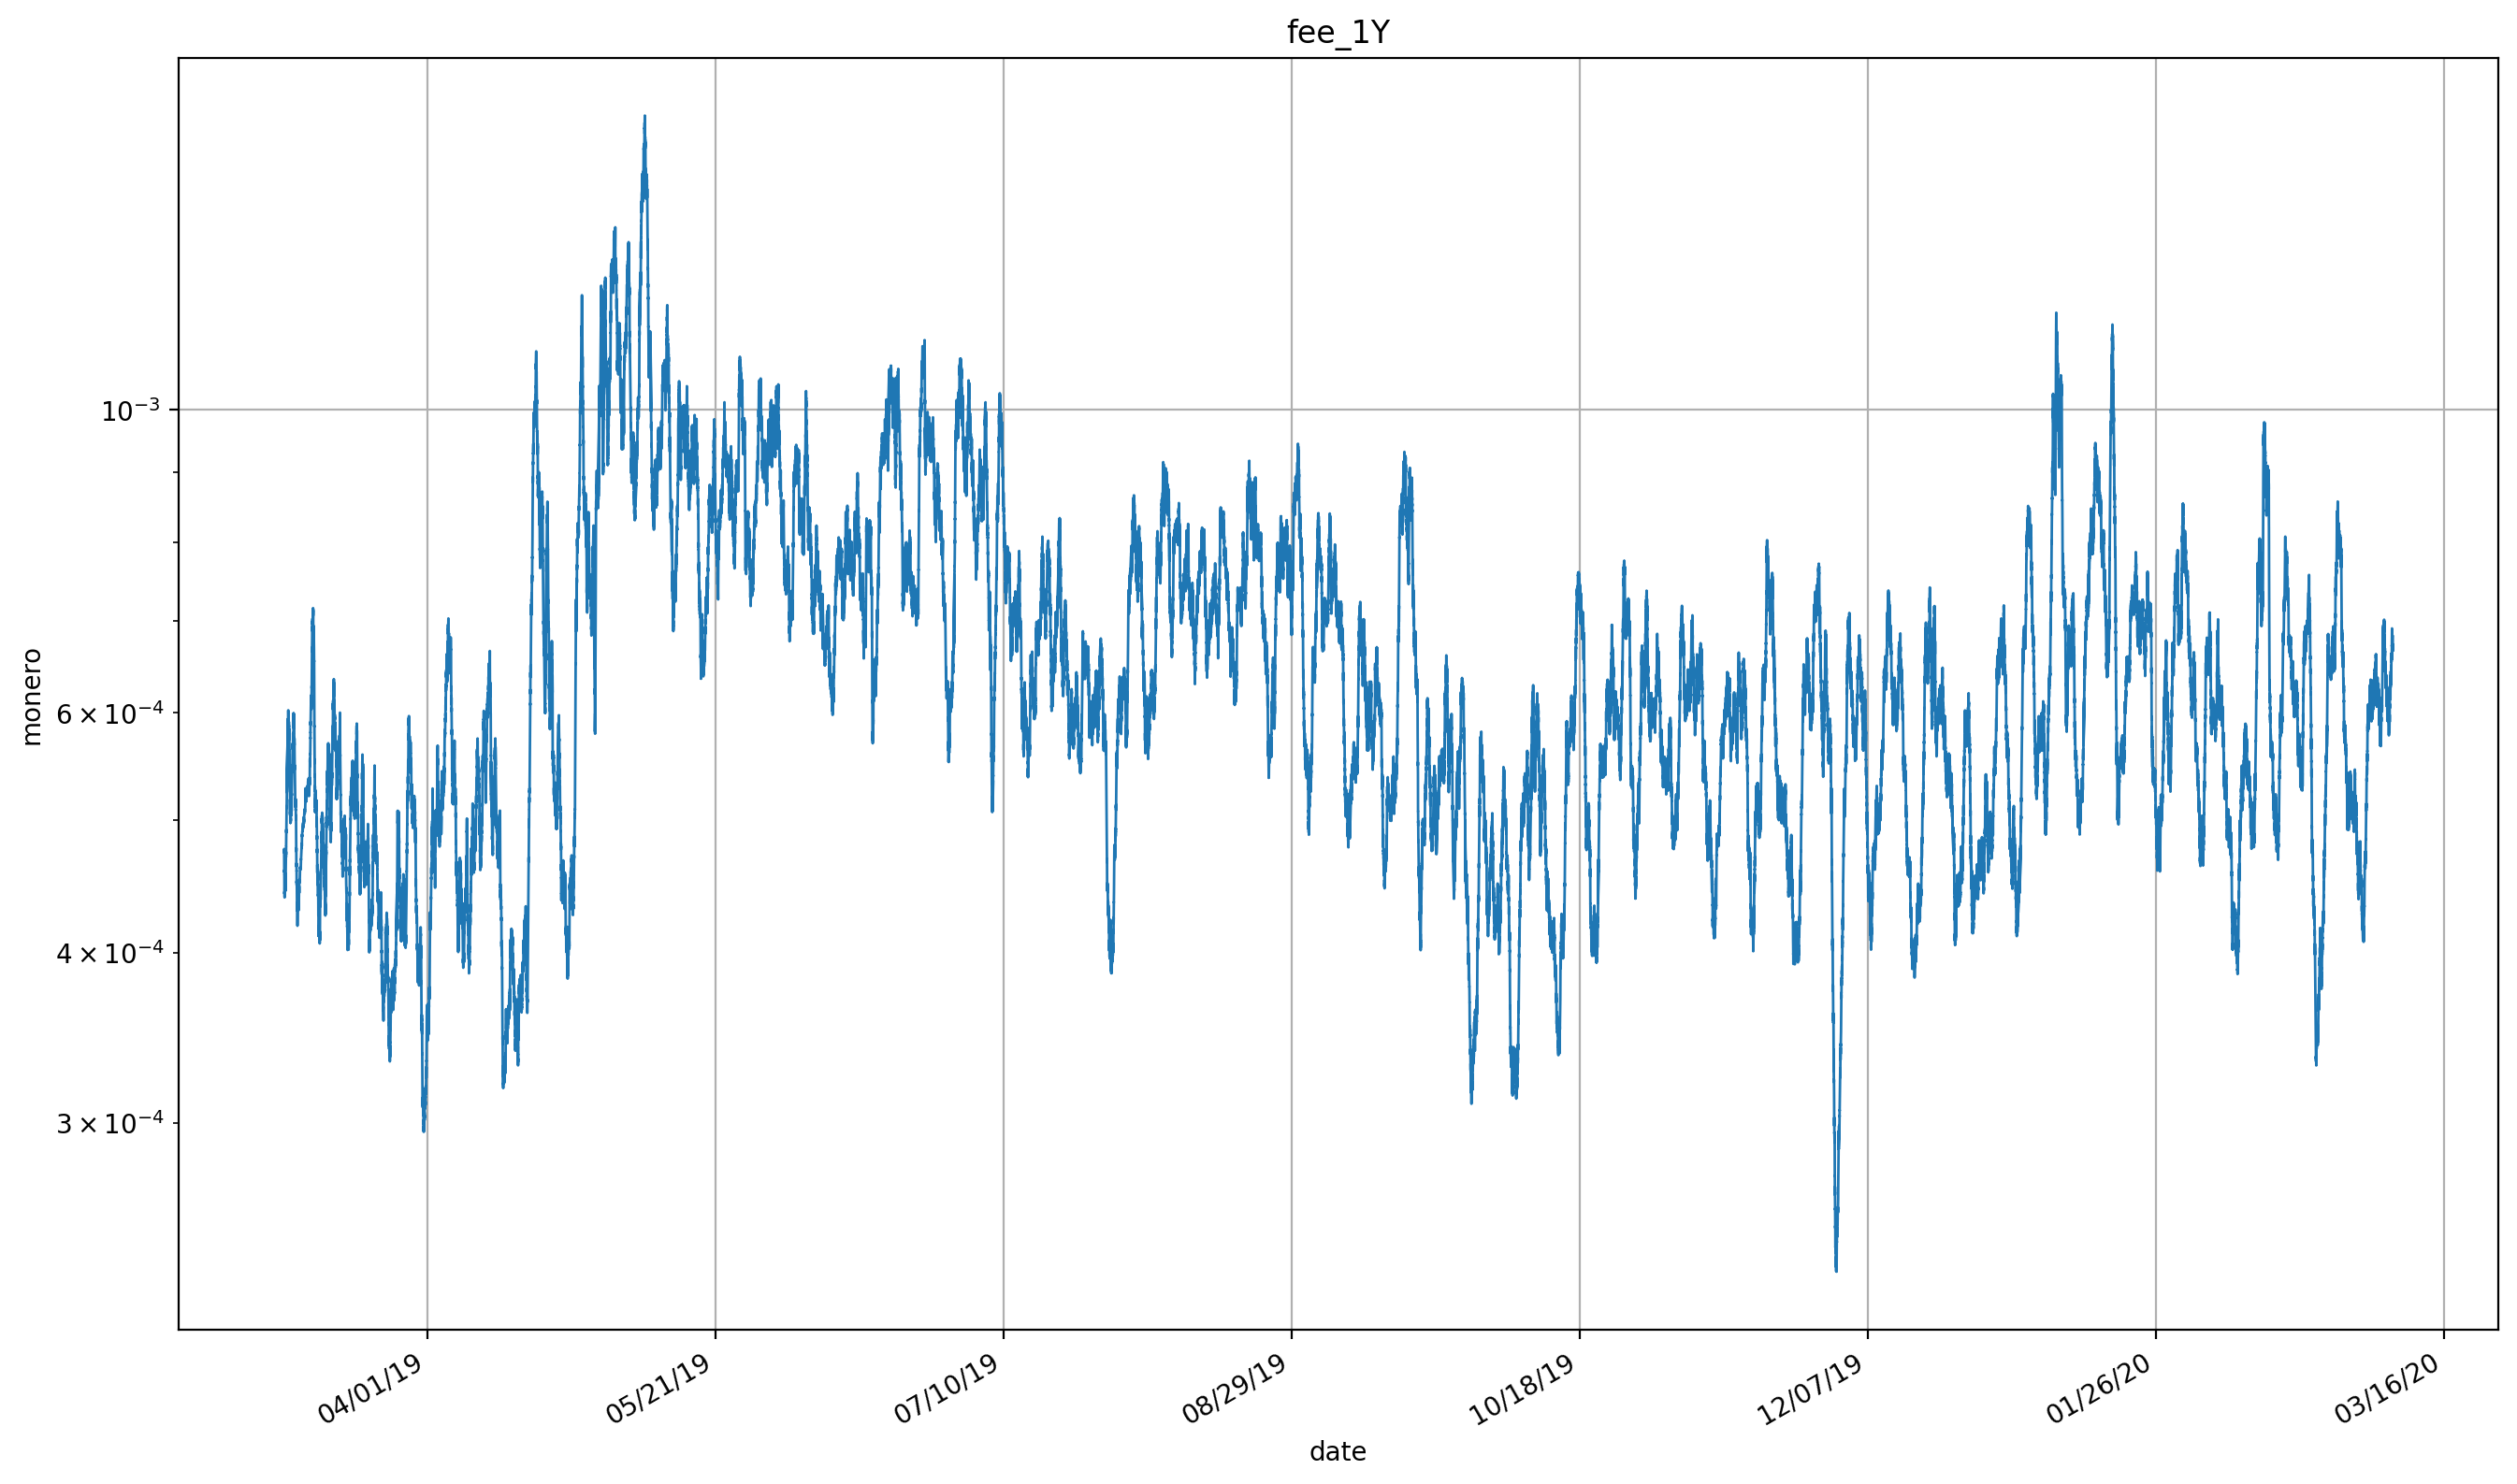 fee_1Y
monero
10⁻³
6 × 10⁻⁴
4 × 10⁻⁴
3 × 10⁻⁴
04/01/19
05/21/19
07/10/19
08/29/19
10/18/19
12/07/19
01/26/20
03/16/20
date